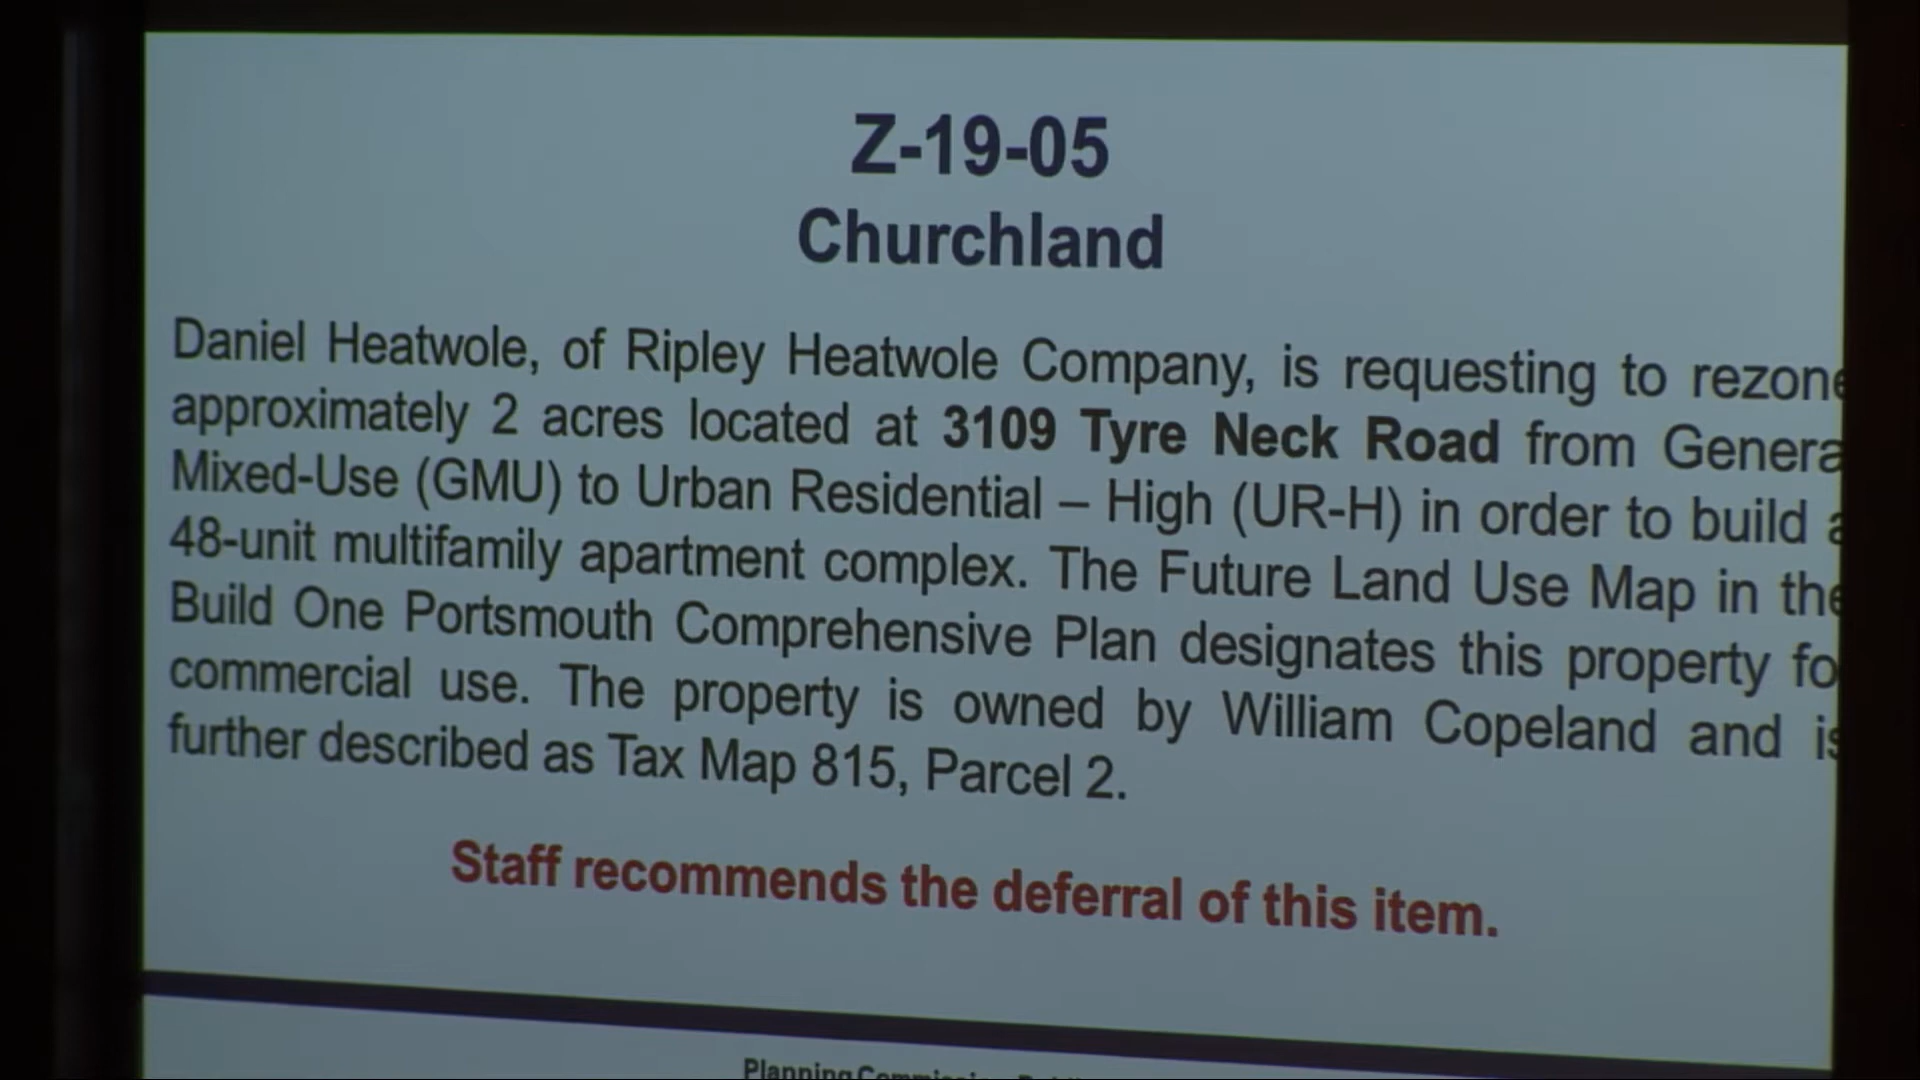 Z-19-05
Churchland
Daniel Heatwole, of Ripley Heatwole Company, is requesting to rezone
approximately 2 acres located at 3109 Tyre Neck Road from Genera
Mixed-Use (GMU) to Urban Residential – High (UR-H) in order to build a
48-unit multifamily apartment complex. The Future Land Use Map in the
Build One Portsmouth Comprehensive Plan designates this property fo
commercial use. The property is owned by William Copeland and is
further described as Tax Map 815, Parcel 2.
Staff recommends the deferral of this item.
Planning